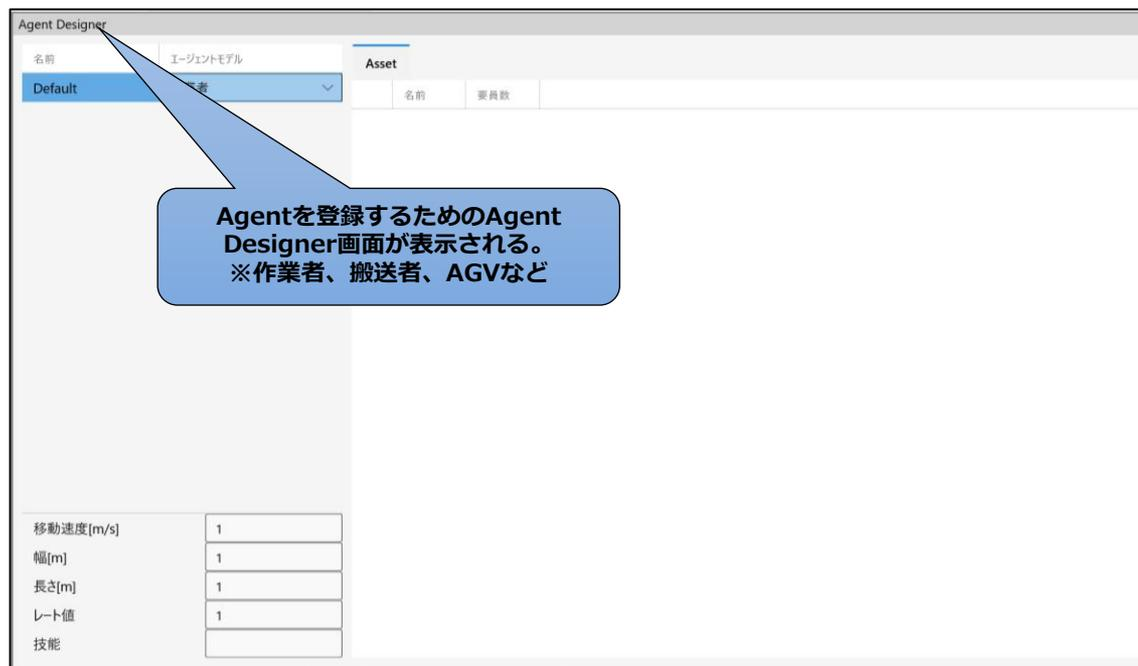 Agent Designer
名前 エージェントモデル
Default 者
Asset
名前 要員数
Agentを登録するためのAgent
Designer画面が表示される。
※作業者、搬送者、AGVなど
移動速度[m/s] 1
幅[m] 1
長さ[m] 1
レート値 1
技能